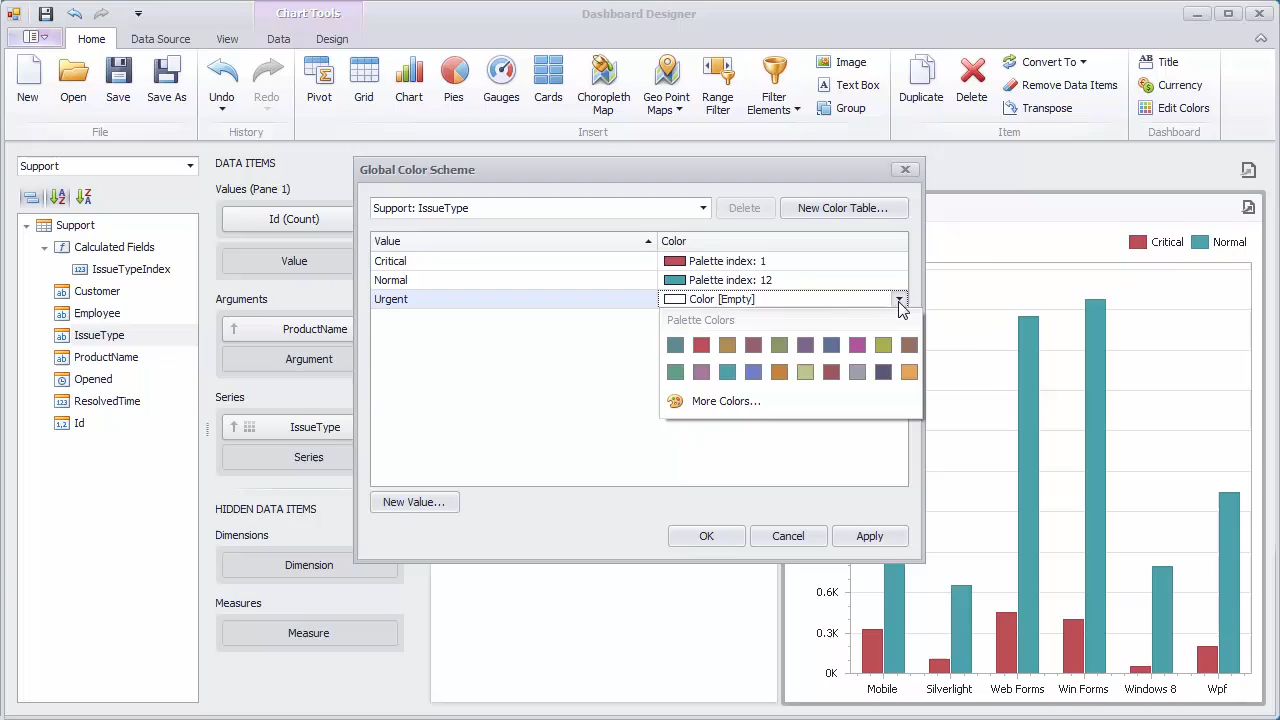 Chart Tools
Dashboard Designer
Home
Data Source
View
Data
Design
New
Open
Save
Save As
Undo
Redo
Pivot
Grid
Chart
Pies
Gauges
Cards
Choropleth Map
Geo Point Maps
Range Filter
Filter Elements
Image
Text Box
Group
Duplicate
Delete
Convert To
Remove Data Items
Transpose
Title
Currency
Edit Colors
File
History
Insert
Item
Dashboard
Support
Support
Calculated Fields
IssueTypeIndex
Customer
Employee
IssueType
ProductName
Opened
ResolvedTime
Id
DATA ITEMS
Values (Pane 1)
Id (Count)
Value
Arguments
ProductName
Argument
Series
IssueType
Series
HIDDEN DATA ITEMS
Dimensions
Dimension
Measures
Measure
Global Color Scheme
Support: IssueType
Delete
New Color Table...
Value
Color
Critical
Palette index: 1
Normal
Palette index: 12
Urgent
Color [Empty]
Palette Colors
More Colors...
New Value...
OK
Cancel
Apply
Critical
Normal
0.6K
0.3K
0K
Mobile
Silverlight
Web Forms
Win Forms
Windows 8
Wpf